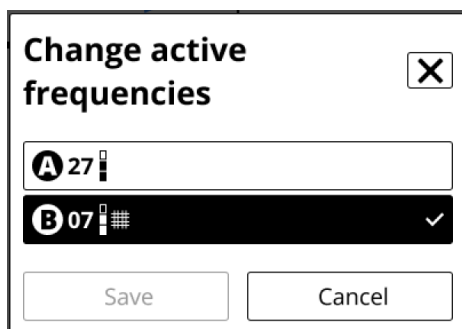 Change active
frequencies
A 27
B 07
Save
Cancel